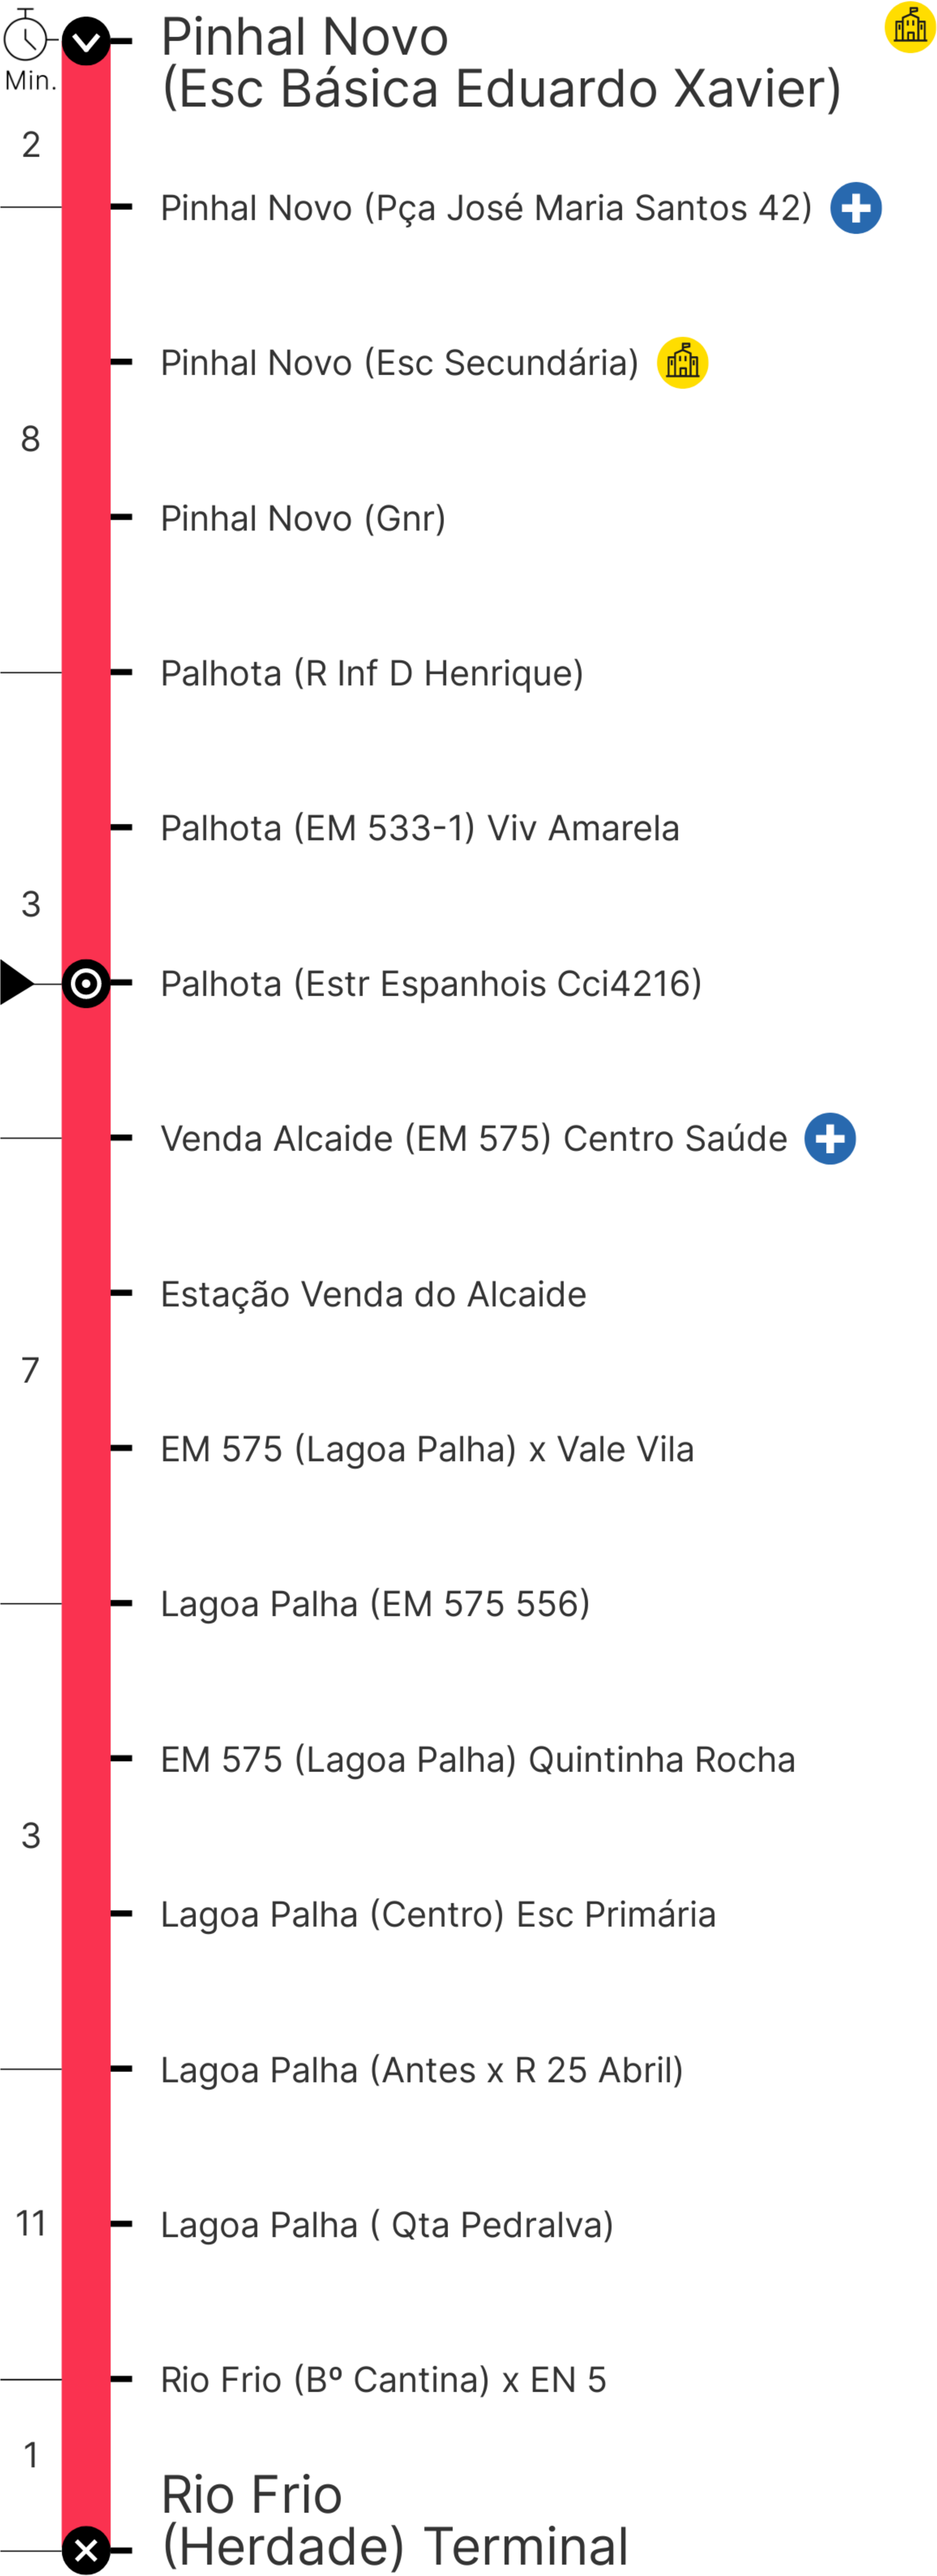 Pinhal Novo
(Esc Básica Eduardo Xavier)
Min.
2
Pinhal Novo (Pça José Maria Santos 42)
Pinhal Novo (Esc Secundária)
8
Pinhal Novo (Gnr)
Palhota (R Inf D Henrique)
Palhota (EM 533-1) Viv Amarela
3
Palhota (Estr Espanhois Cci4216)
Venda Alcaide (EM 575) Centro Saúde
Estação Venda do Alcaide
7
EM 575 (Lagoa Palha) x Vale Vila
Lagoa Palha (EM 575 556)
EM 575 (Lagoa Palha) Quintinha Rocha
3
Lagoa Palha (Centro) Esc Primária
Lagoa Palha (Antes x R 25 Abril)
11
Lagoa Palha ( Qta Pedralva)
Rio Frio (Bº Cantina) x EN 5
1
Rio Frio
(Herdade) Terminal